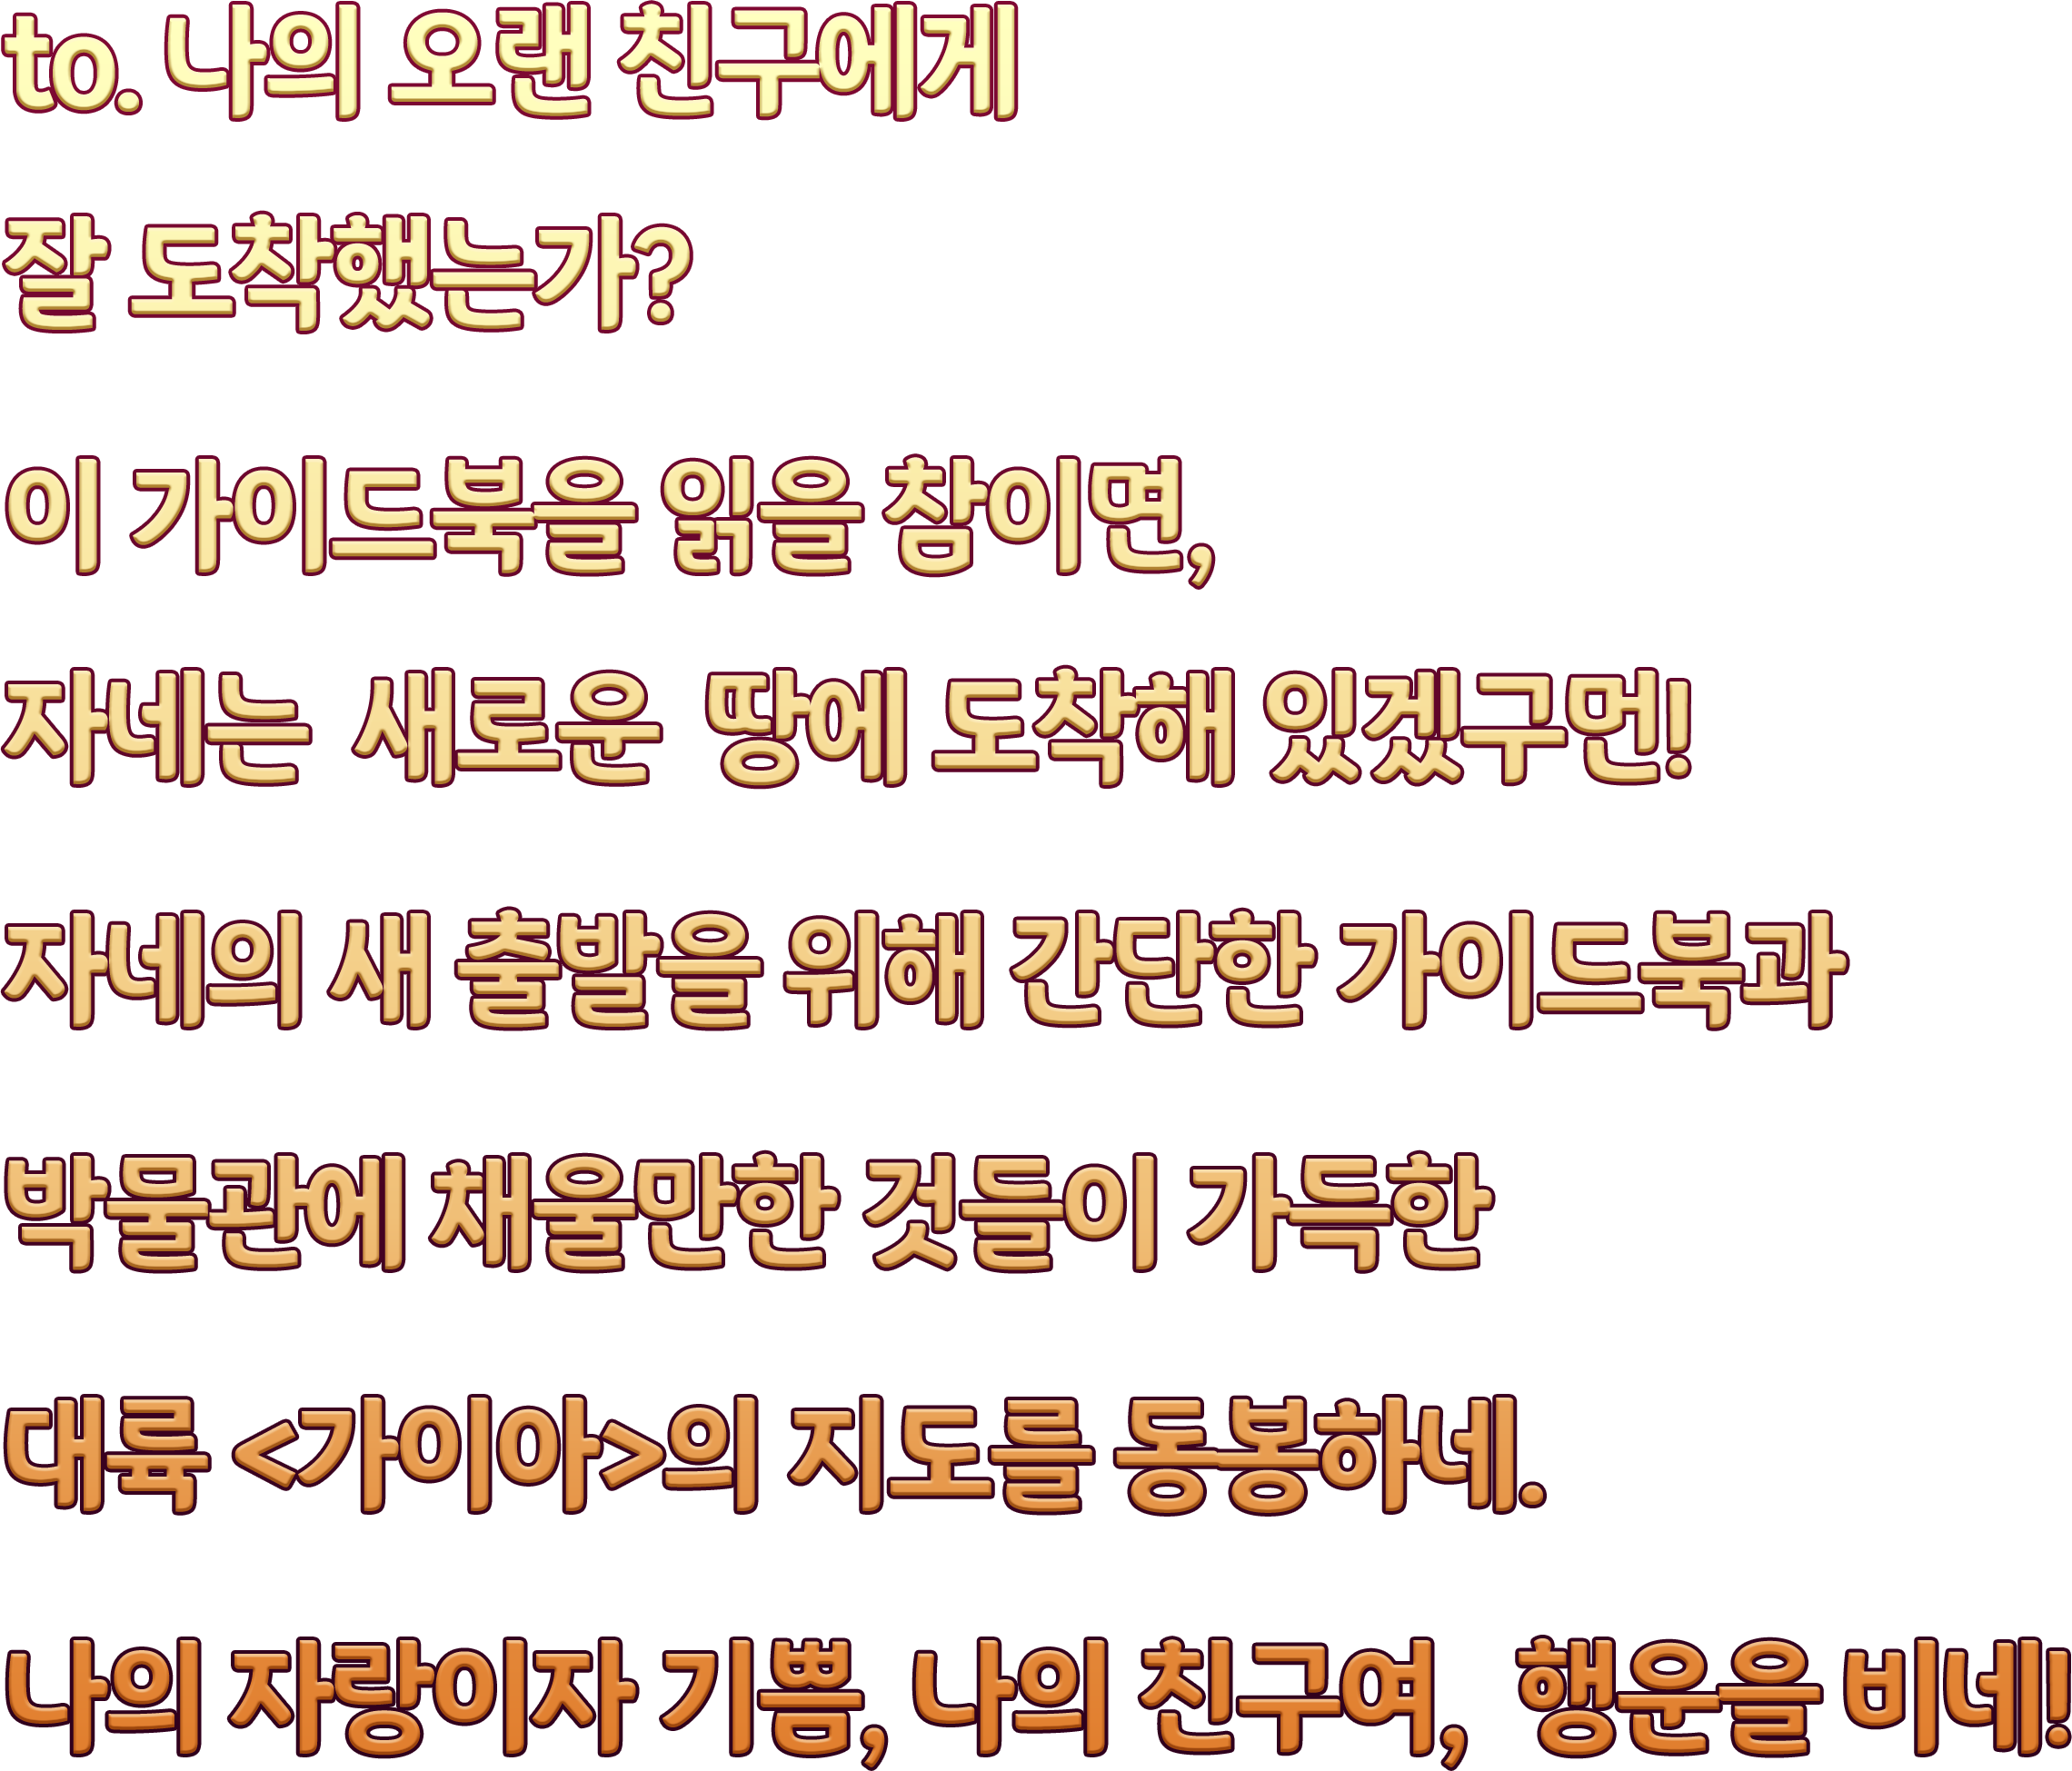 to. 나의 오랜 친구에게
잘 도착했는가?
이 가이드북을 읽을 참이면,
자네는 새로운 땅에 도착해 있겠구먼!
자네의 새 출발을 위해 간단한 가이드북과
박물관에 채울만한 것들이 가득한
대륙 <가이아>의 지도를 동봉하네.
나의 자랑이자 기쁨, 나의 친구여, 행운을 비네!